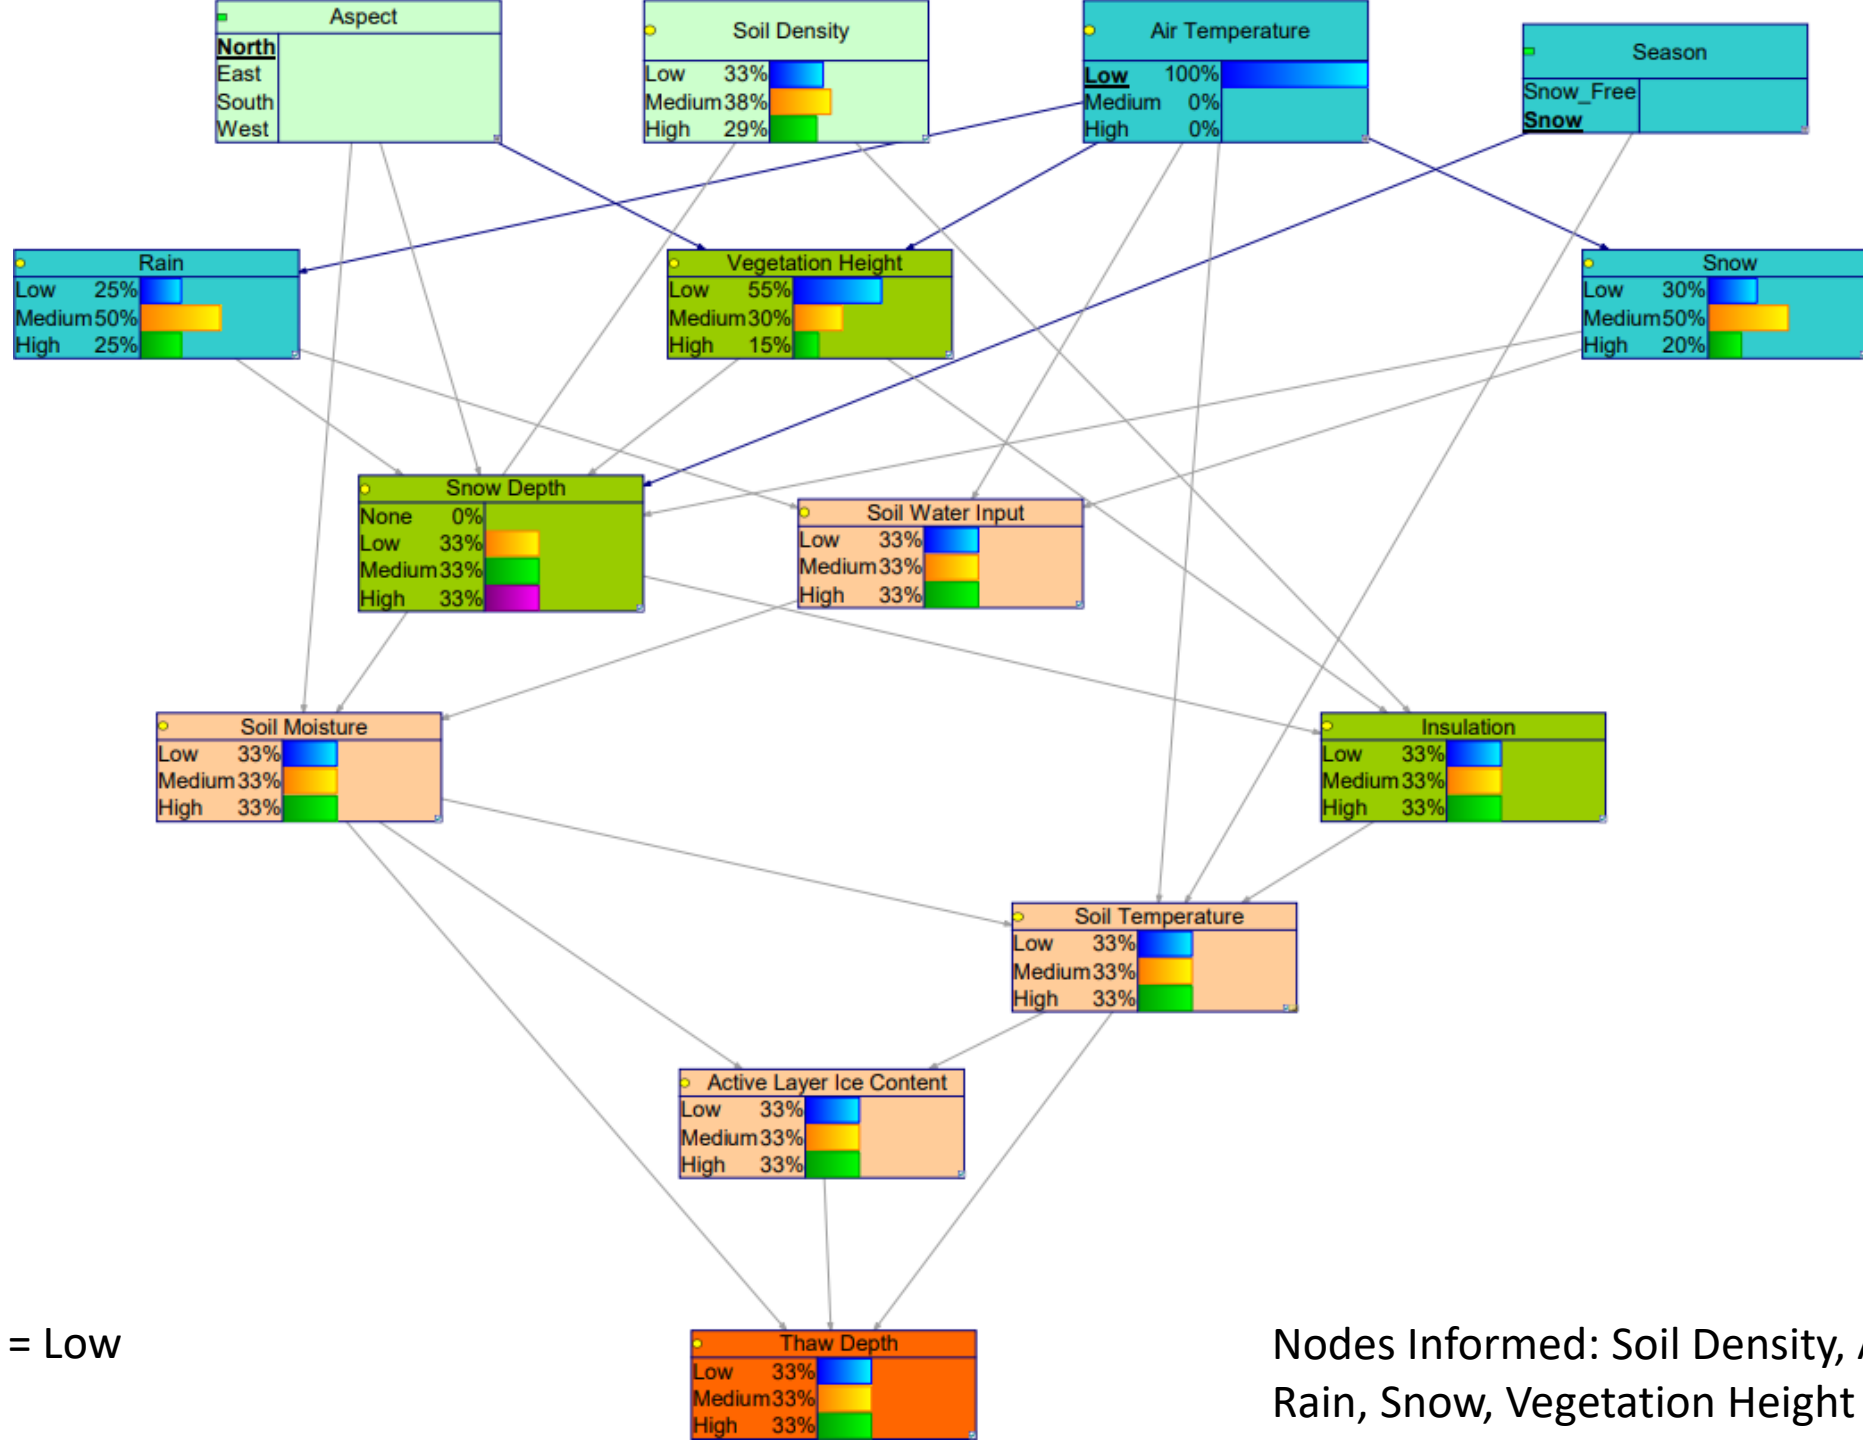 Aspect
North
East
South
West
Soil Density
Low 33%
Medium 38%
High 29%
Air Temperature
Low 100%
Medium 0%
High 0%
Season
Snow_Free
Snow
Rain
Low 25%
Medium 50%
High 25%
Vegetation Height
Low 55%
Medium 30%
High 15%
Snow
Low 30%
Medium 50%
High 20%
Snow Depth
None 0%
Low 33%
Medium 33%
High 33%
Soil Water Input
Low 33%
Medium 33%
High 33%
Soil Moisture
Low 33%
Medium 33%
High 33%
Insulation
Low 33%
Medium 33%
High 33%
Soil Temperature
Low 33%
Medium 33%
High 33%
Active Layer Ice Content
Low 33%
Medium 33%
High 33%
Thaw Depth
Low 33%
Medium 33%
High 33%
= Low
Nodes Informed: Soil Density,
Rain, Snow, Vegetation Height